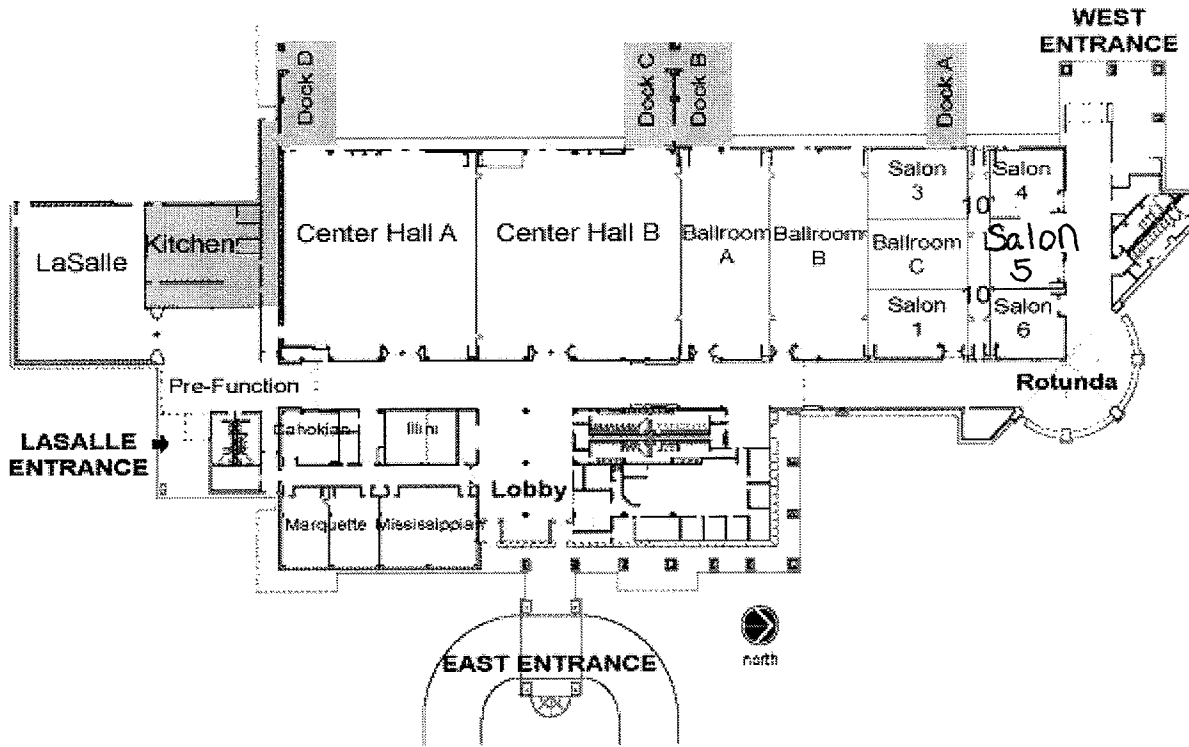 WEST
ENTRANCE
Dock D
Dock C
Dock B
Dock A
Salon
3
Salon
4
10'
LaSalle
Kitchen
Center Hall A
Center Hall B
Ballroom
A
Ballroom
B
Ballroom
C
Salon
5
10'
Salon
1
Salon
6
Pre-Function
Rotunda
LASALLE
ENTRANCE
Cahokian
Illini
Lobby
Marquette
Mississippian
north
EAST ENTRANCE